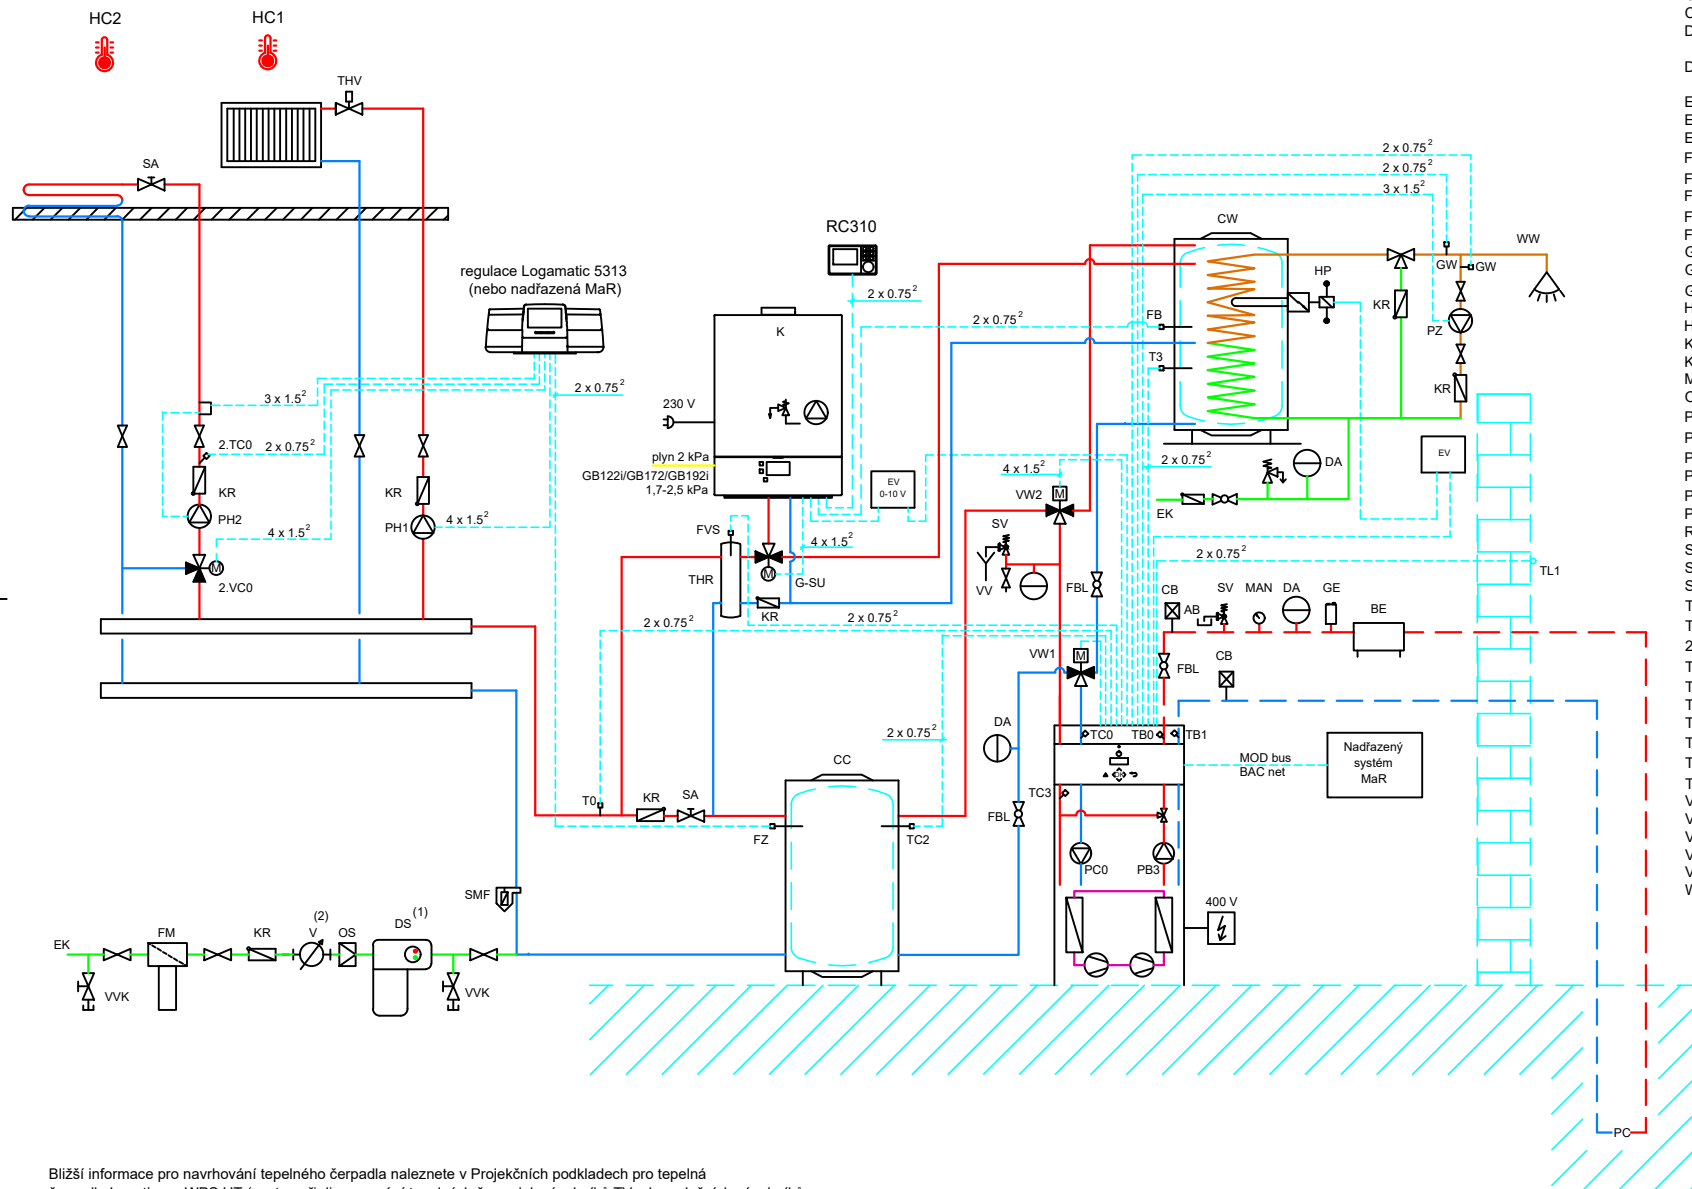 HC2
HC1
THV
SA
RC310
regulace Logamatic 5313
(nebo nadřazená MaR)
2 x 0.75²
2 x 0.75²
3 x 1.5²
CW
WW
HP
GW
GW
KR
PZ
KR
FB
T3
2 x 0.75²
2 x 0.75²
K
230 V
plyn 2 kPa
GB122i/GB172/GB192i
1,7-2,5 kPa
EV
0-10 V
2 x 0.75²
3 x 1.5²
2.TC0
2 x 0.75²
KR
PH2
4 x 1.5²
M
2.VC0
KR
PH1
4 x 1.5²
FVS
THR
M
G-SU
4 x 1.5²
KR
2 x 0.75²
2 x 0.75²
4 x 1.5²
VW2
M
SV
VV
FBL
2 x 0.75²
DA
EK
EV
2 x 0.75²
TL1
CB
AB
SV
MAN
DA
GE
BE
FBL
CB
VW1
M
DA
2 x 0.75²
TC0
TB0
TB1
MOD bus
BAC net
Nadřazený
systém
MaR
TC3
CC
T0
KR
SA
FZ
TC2
FBL
PC0
PB3
400 V
SMF
EK
FM
KR
(2)
V
OS
DS
(1)
VVK
VVK
PC
Bližší informace pro navrhování tepelného čerpadla naleznete v Projekčních podkladech pro tepelná